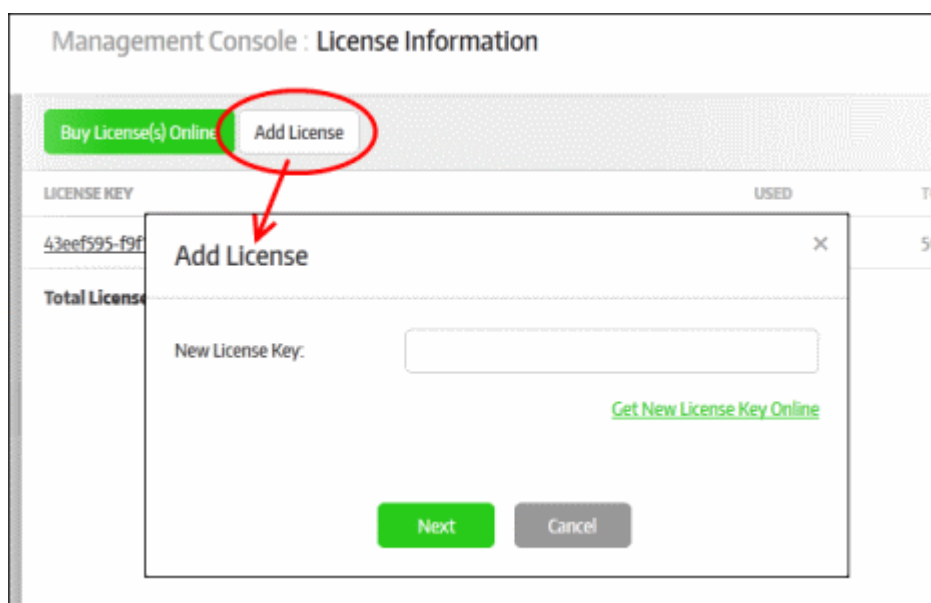 Management Console : License Information
Buy License(s) Online Add License
LICENSE KEY USED
43eef595-f9f
Add License ×
Total License
New License Key:
Get New License Key Online
Next Cancel